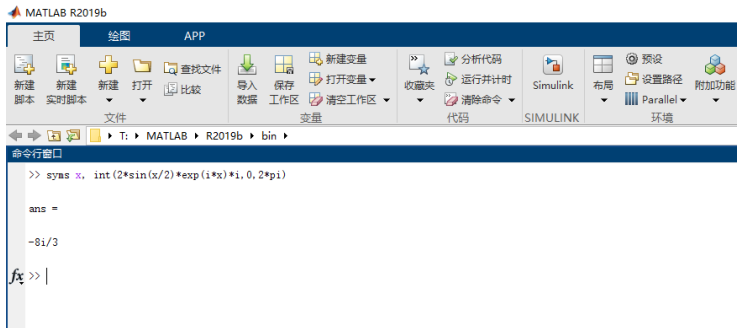 MATLAB R2019b
主页 绘图 APP
新建脚本 新建实时脚本 新建 打开 查找文件 比较 导入数据 保存工作区 新建变量 打开变量 清空工作区 收藏夹 分析代码 运行并计时 清除命令 Simulink 布局 预设 设置路径 Parallel 附加功能
文件 变量 代码 SIMULINK 环境
T: MATLAB R2019b bin
命令行窗口
>> syms x, int(2*sin(x/2)*exp(i*x)*i,0,2*pi)
ans =
-8i/3
fx >>